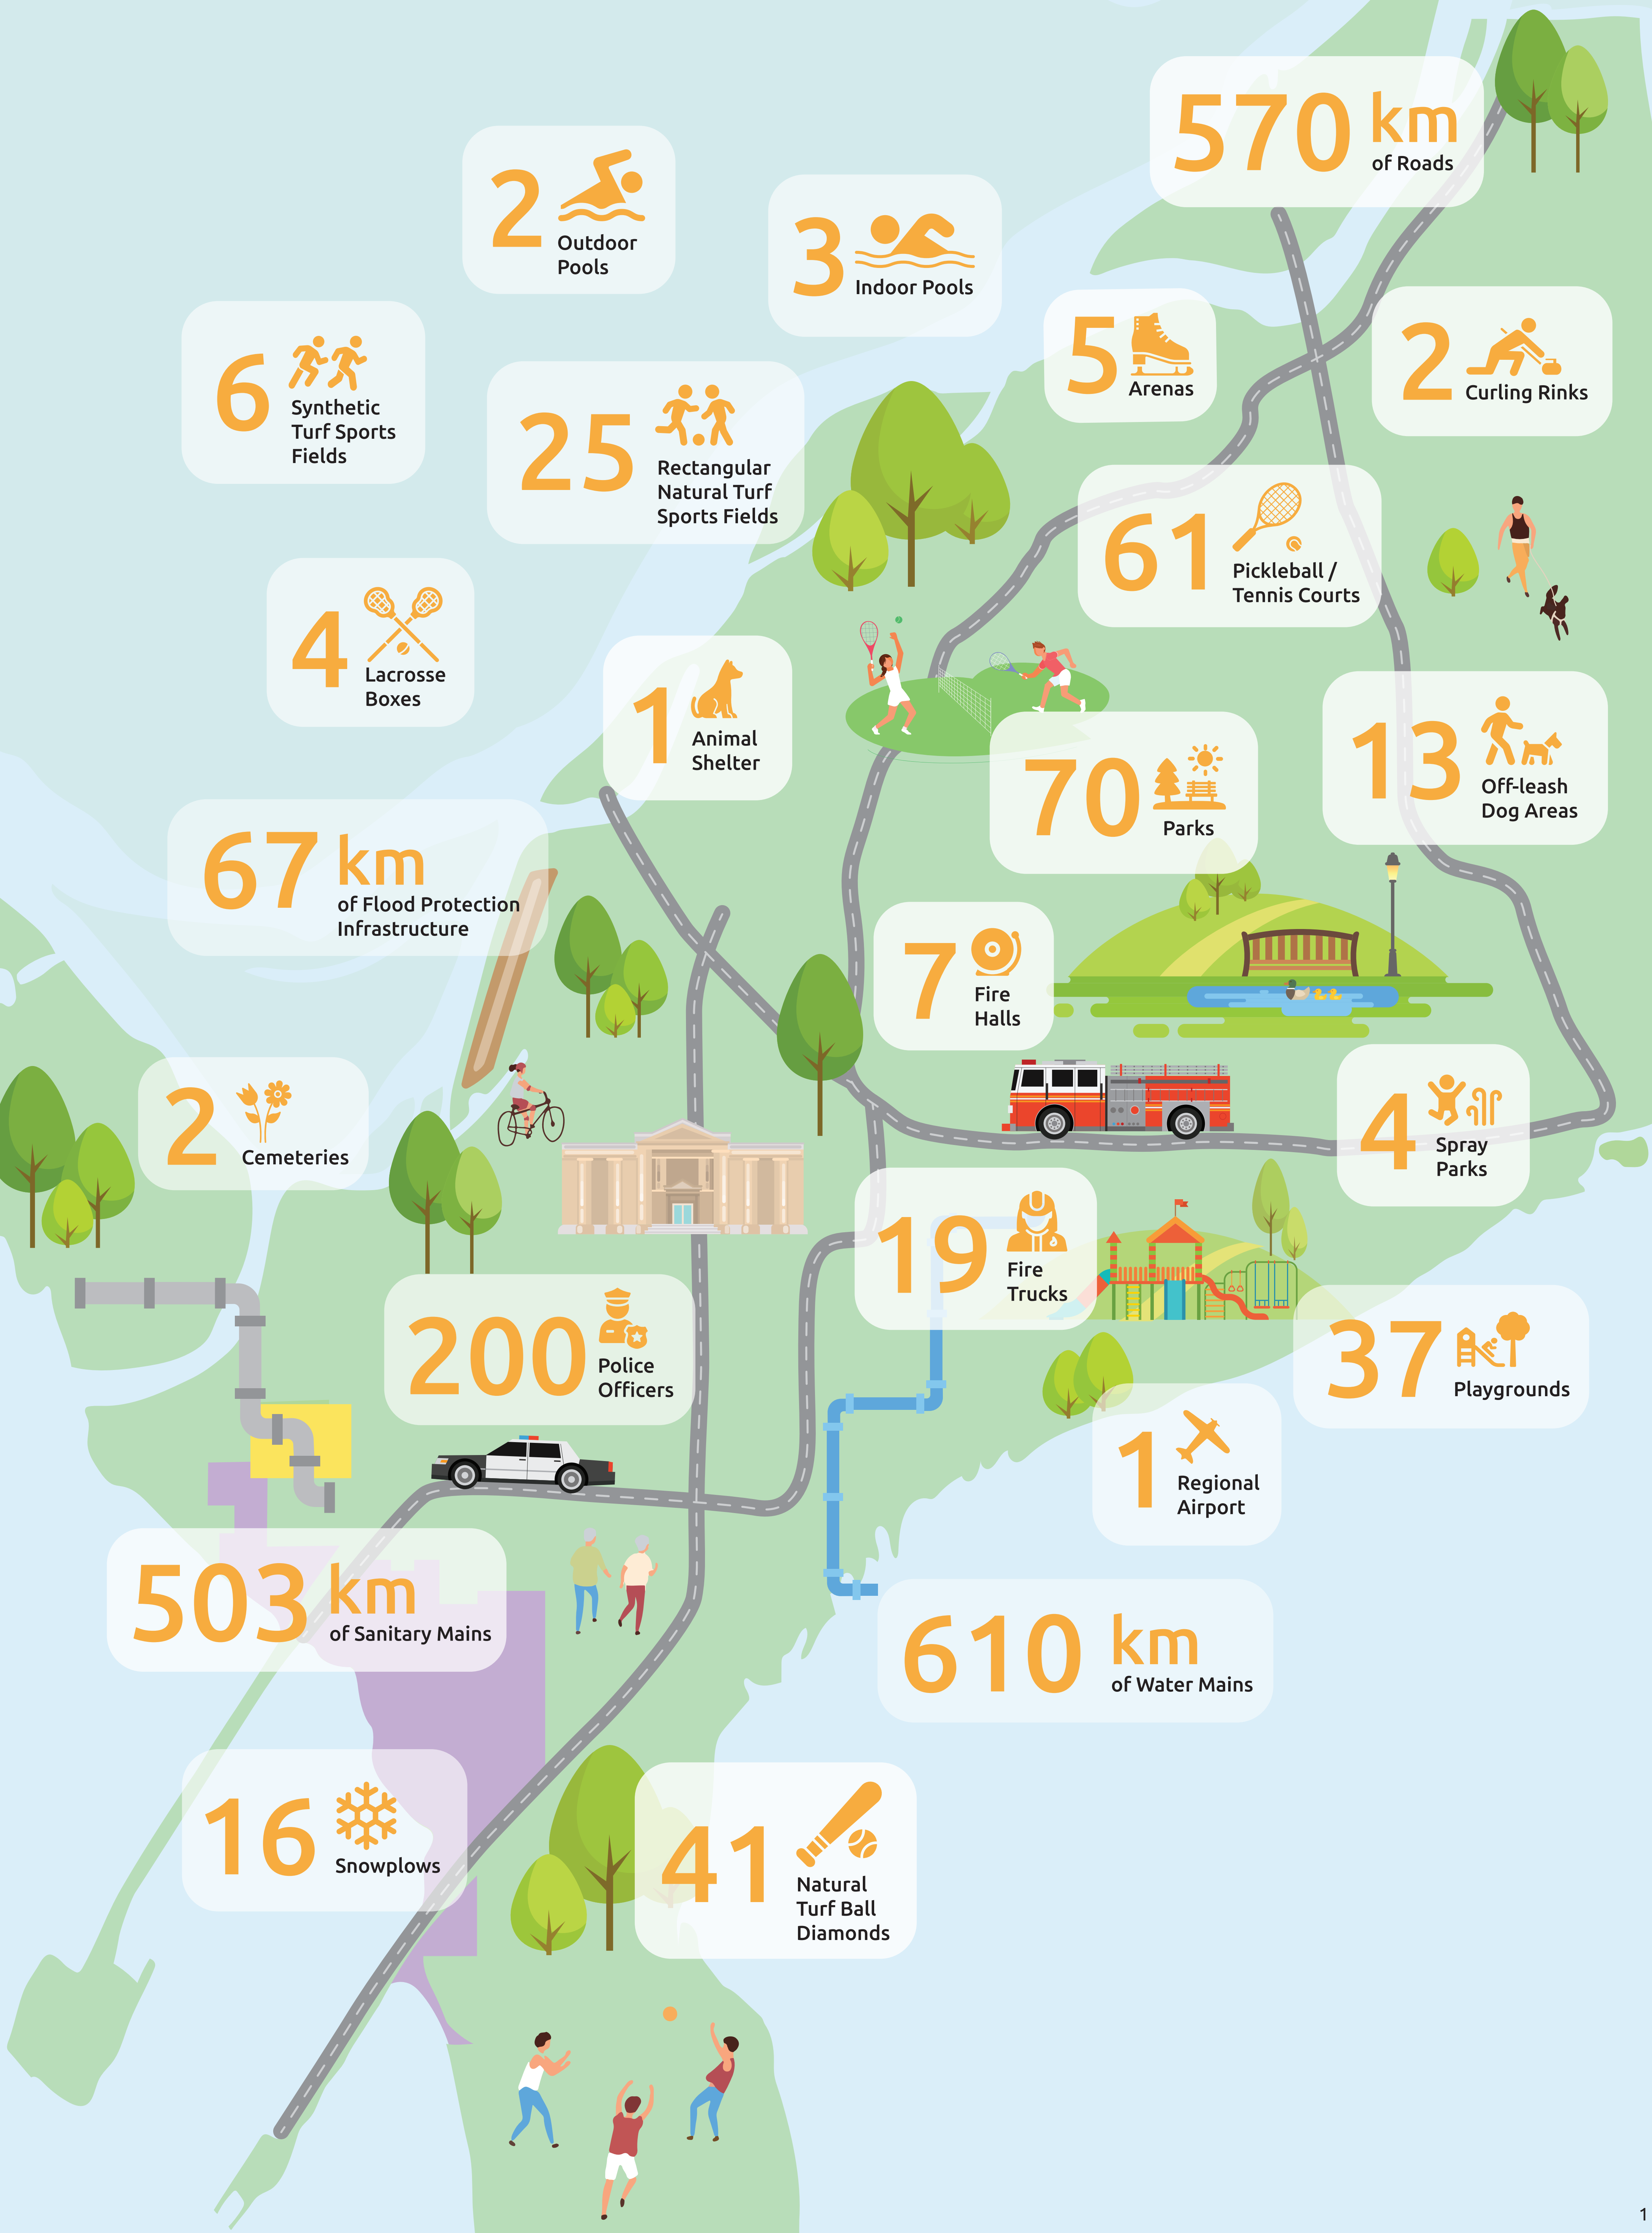 570 km
of Roads
2
Outdoor
Pools
3
Indoor Pools
5
Arenas
2
Curling Rinks
6
Synthetic
Turf Sports
Fields
25
Rectangular
Natural Turf
Sports Fields
61
Pickleball /
Tennis Courts
4
Lacrosse
Boxes
1
Animal
Shelter
70
Parks
13
Off-leash
Dog Areas
67 km
of Flood Protection
Infrastructure
7
Fire
Halls
2
Cemeteries
4
Spray
Parks
19
Fire
Trucks
200
Police
Officers
37
Playgrounds
1
Regional
Airport
503 km
of Sanitary Mains
610 km
of Water Mains
16
Snowplows
41
Natural
Turf Ball
Diamonds
1